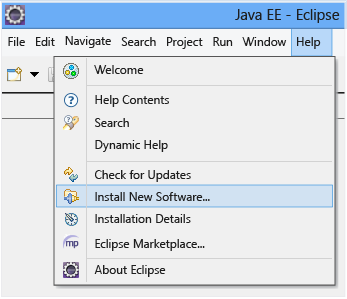 Java EE - Eclipse
File Edit Navigate Search Project Run Window Help
Welcome
Help Contents
Search
Dynamic Help
Check for Updates
Install New Software...
Installation Details
mp Eclipse Marketplace...
About Eclipse